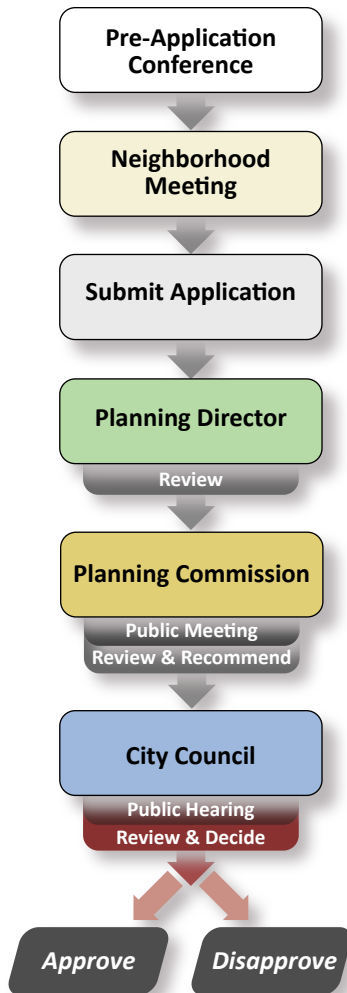 Pre-Application
Conference
Neighborhood
Meeting
Submit Application
Planning Director
Review
Planning Commission
Public Meeting
Review & Recommend
City Council
Public Hearing
Review & Decide
Approve
Disapprove